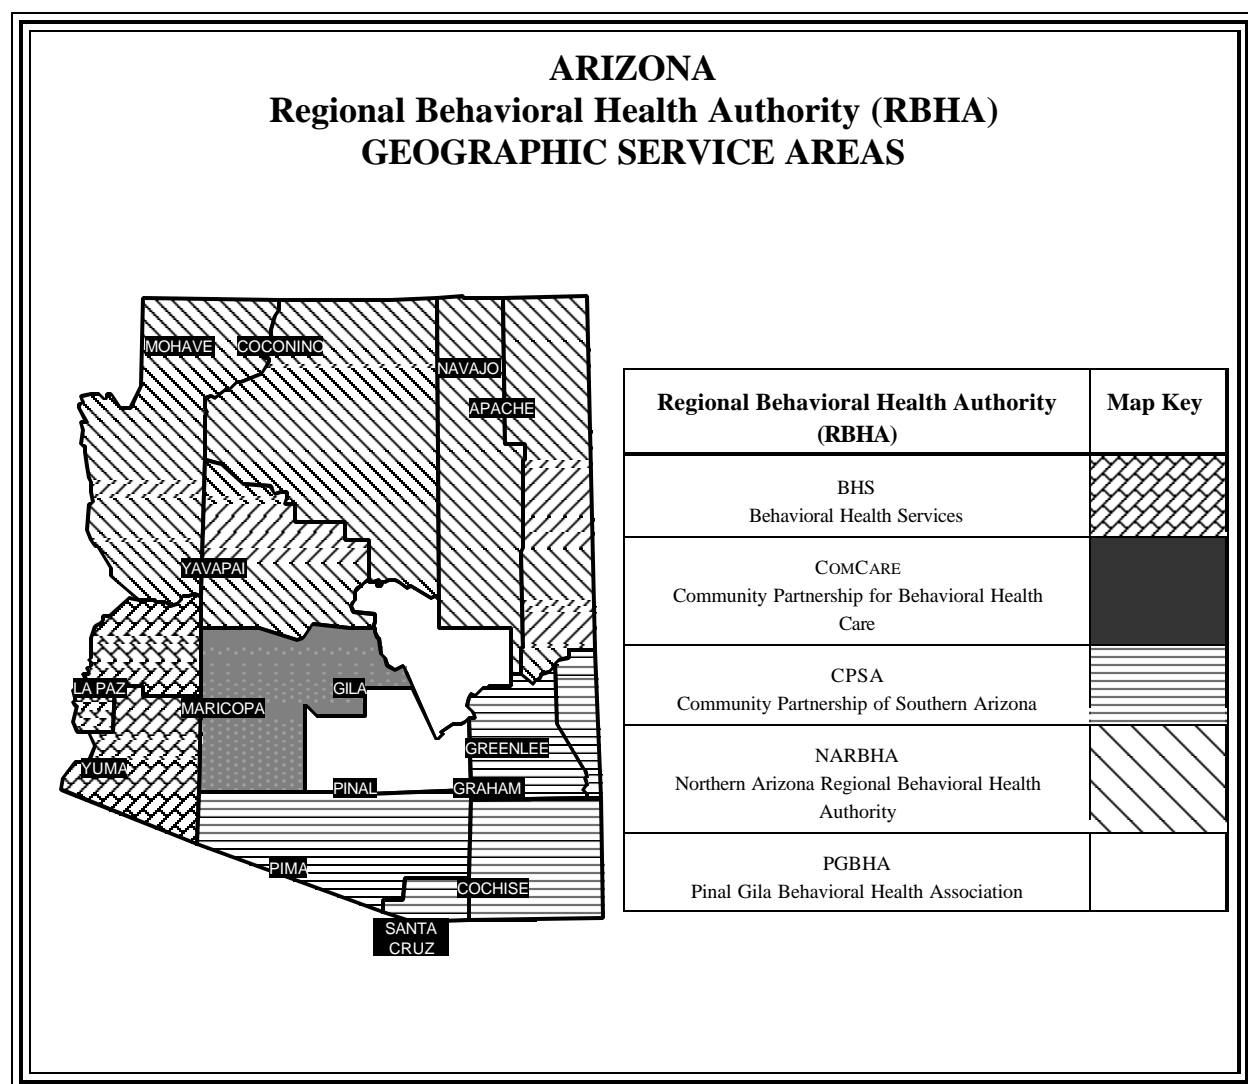 ARIZONA
Regional Behavioral Health Authority (RBHA)
GEOGRAPHIC SERVICE AREAS
MOHAVE
COCONINO
NAVAJO
APACHE
YAVAPAI
LA PAZ
GILA
MARICOPA
GREENLEE
YUMA
PINAL
GRAHAM
PIMA
COCHISE
SANTA
CRUZ
Regional Behavioral Health Authority
(RBHA)
Map Key
BHS
Behavioral Health Services
COMCARE
Community Partnership for Behavioral Health
Care
CPSA
Community Partnership of Southern Arizona
NARBHA
Northern Arizona Regional Behavioral Health
Authority
PGBHA
Pinal Gila Behavioral Health Association